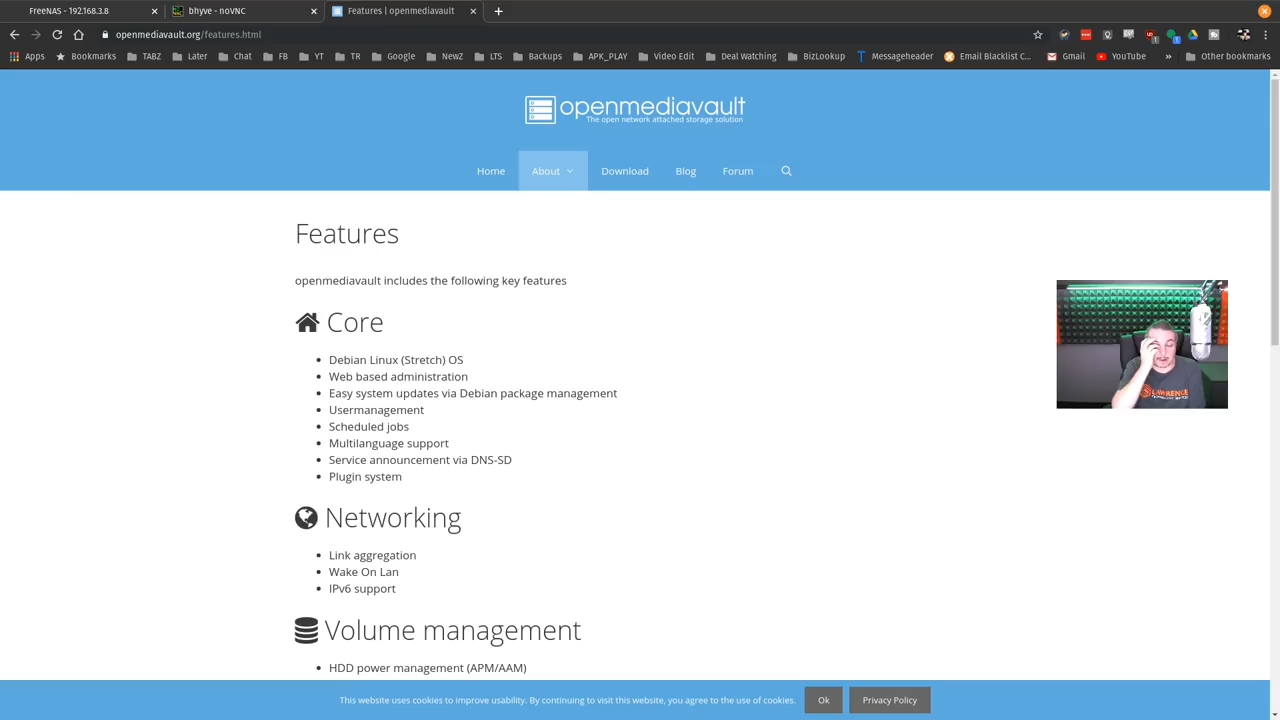 FreeNAS - 192.168.3.8
bhyve - noVNC
Features | openmediavault
openmediavault.org/features.html
Apps
Bookmarks
TABZ
Later
Chat
FB
YT
TR
Google
NewZ
LTS
Backups
APK_PLAY
Video Edit
Deal Watching
BizLookup
Messageheader
Email Blacklist C...
Gmail
YouTube
»
Other bookmarks
openmediavault
The open network attached storage solution
Home
About
Download
Blog
Forum
Features
openmediavault includes the following key features
Core
• Debian Linux (Stretch) OS
• Web based administration
• Easy system updates via Debian package management
• Usermanagement
• Scheduled jobs
• Multilanguage support
• Service announcement via DNS-SD
• Plugin system
LAWRENCE
Networking
• Link aggregation
• Wake On Lan
• IPv6 support
Volume management
• HDD power management (APM/AAM)
This website uses cookies to improve usability. By continuing to visit this website, you agree to the use of cookies.
Ok
Privacy Policy